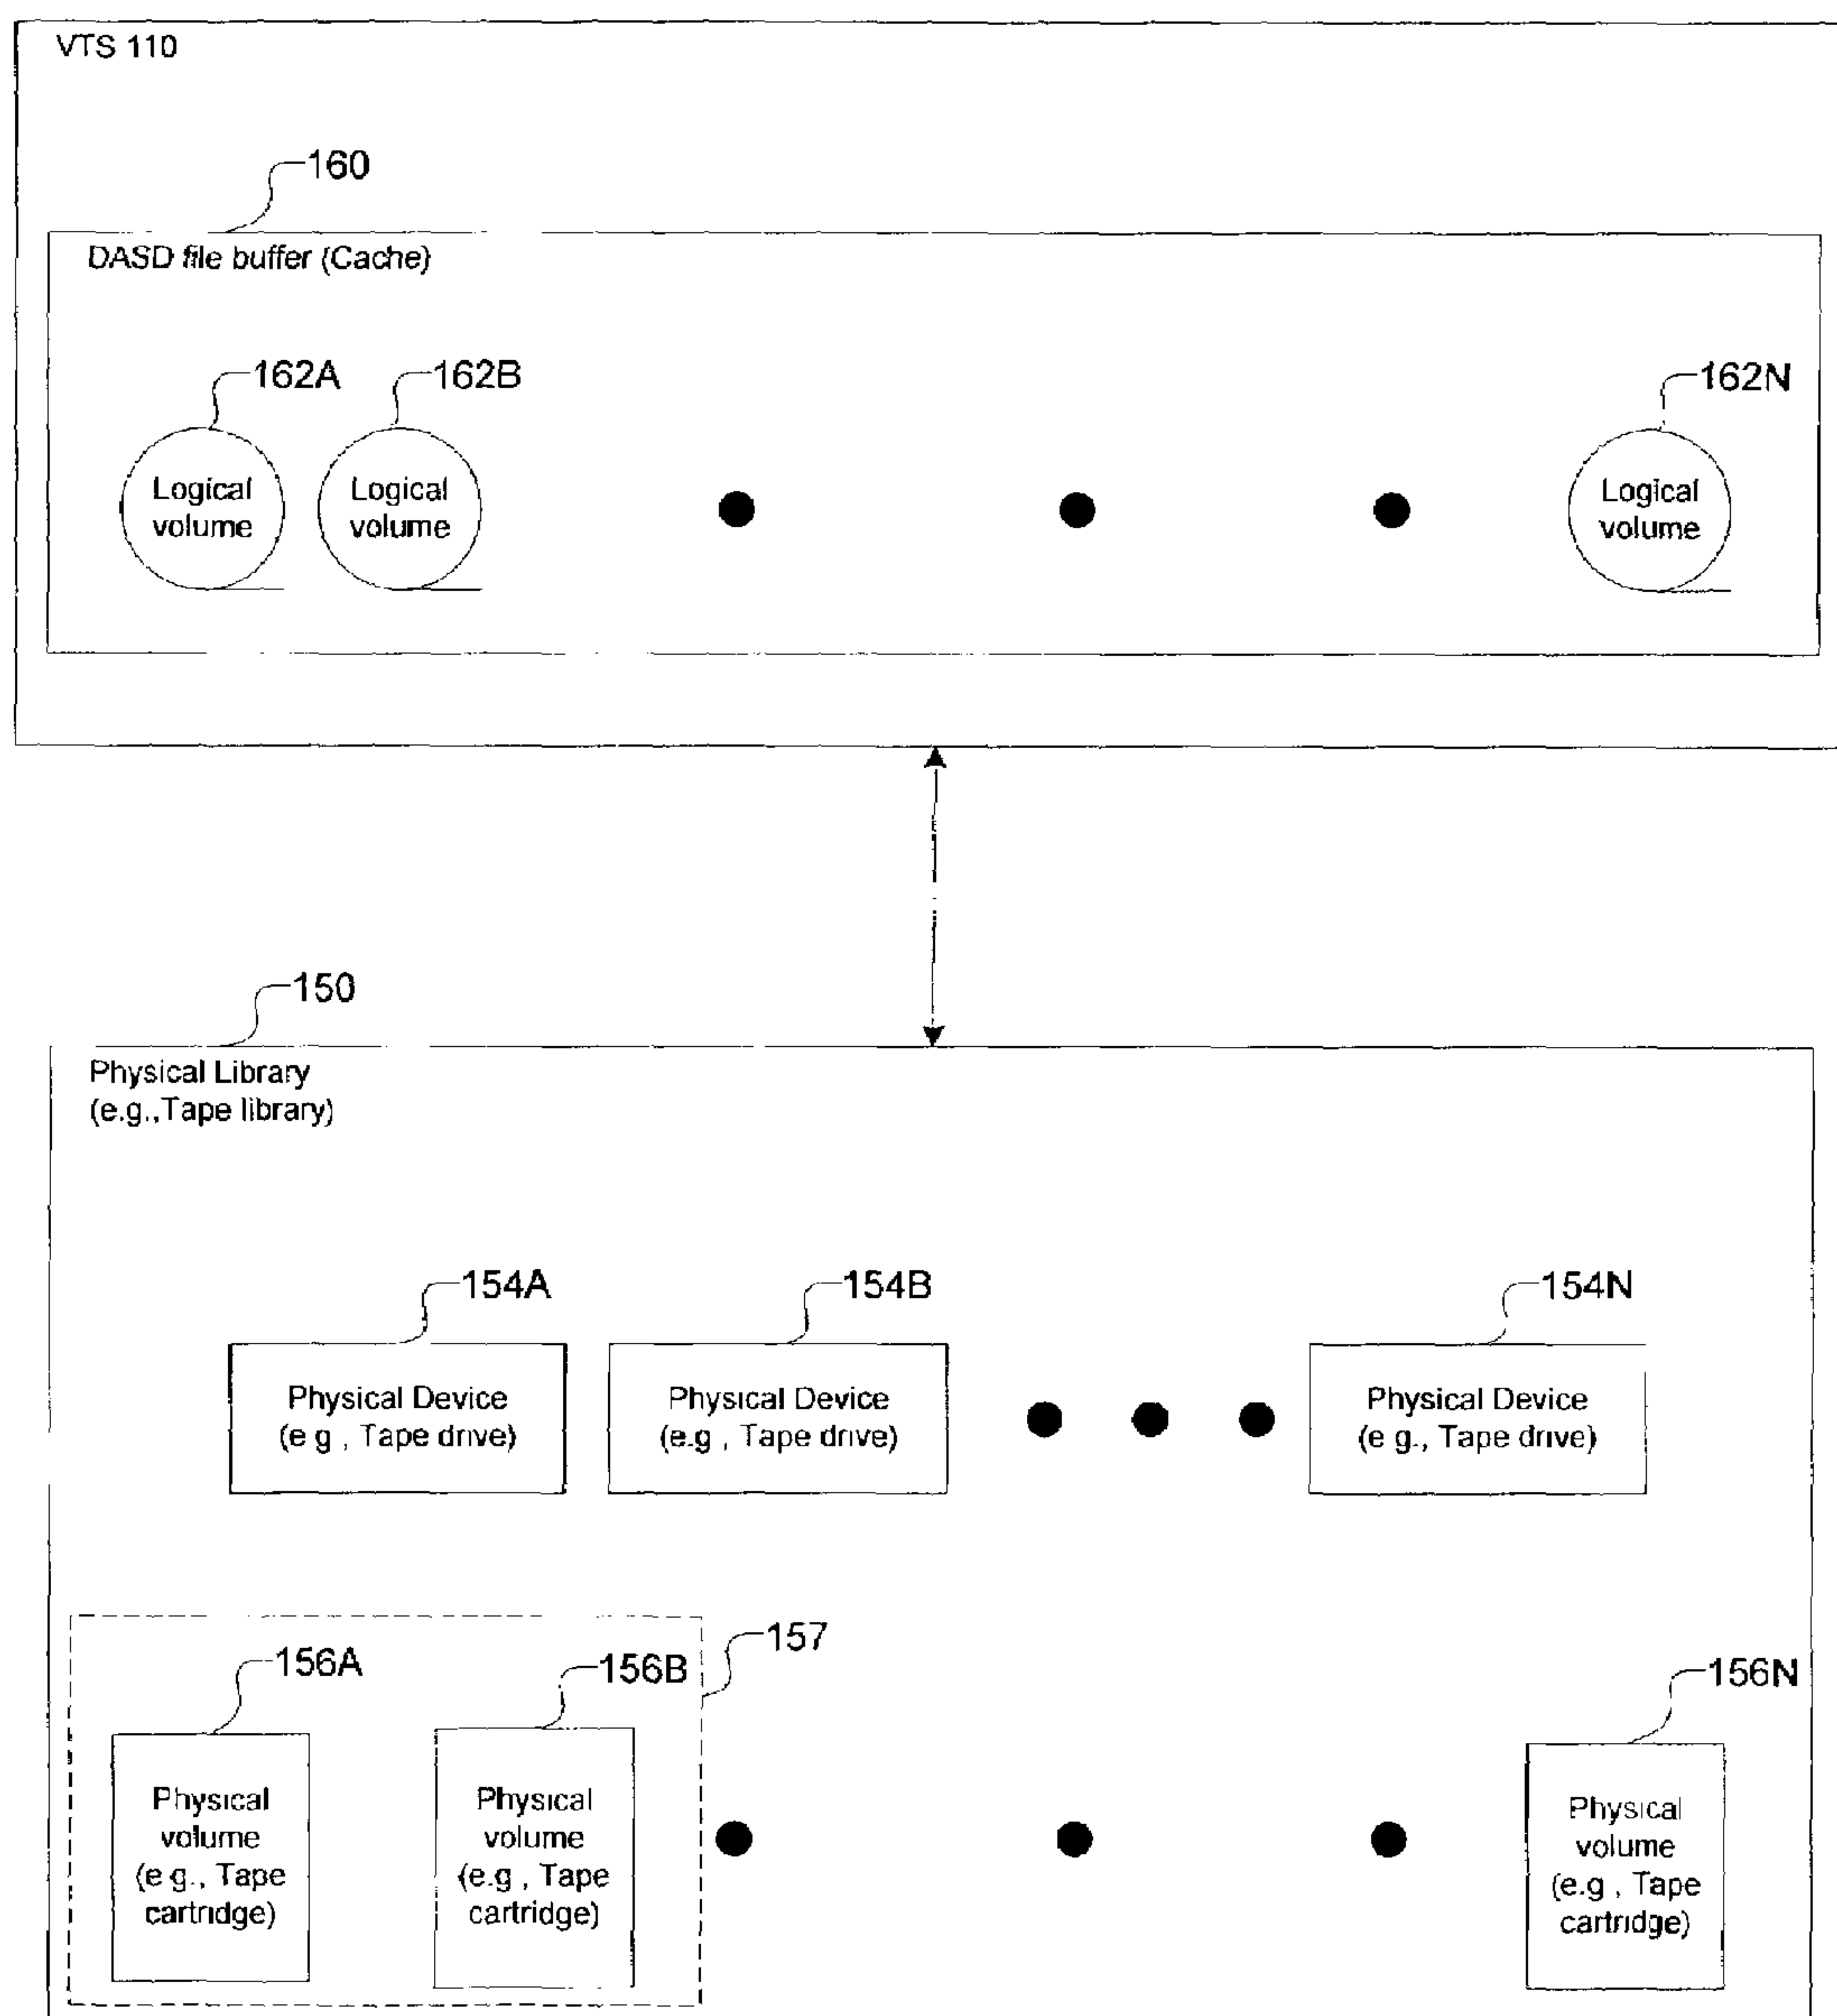 VTS 110
160
DASD file buffer (Cache)
162A
162B
162N
Logical
volume
Logical
volume
Logical
volume
150
Physical Library
(e.g.,Tape library)
154A
154B
154N
Physical Device
(e g , Tape drive)
Physical Device
(e.g , Tape drive)
Physical Device
(e g., Tape drive)
157
156A
156B
156N
Physical
volume
(e g., Tape
cartridge)
Physical
volume
(e.g , Tape
cartridge)
Physical
volume
(e.g , Tape
cartridge)